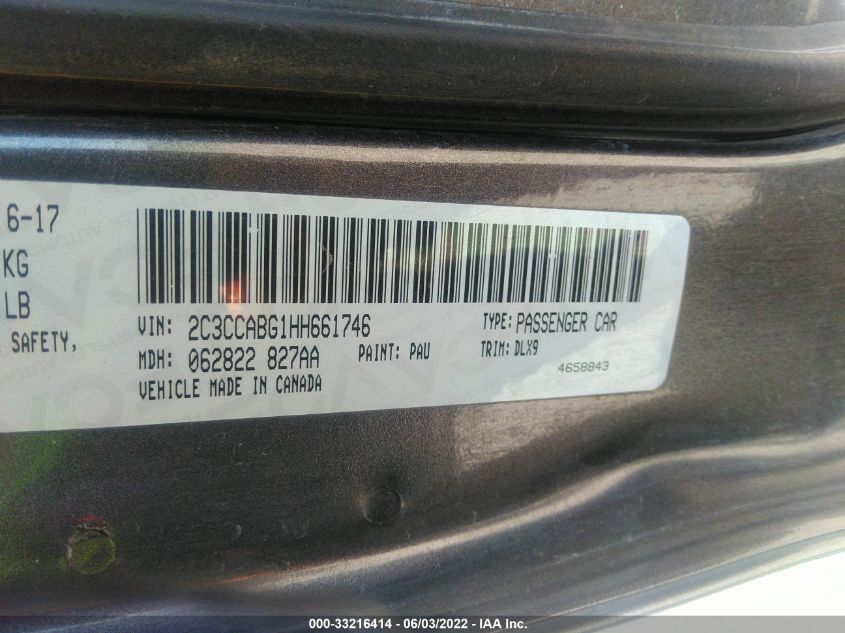 6-17
KG
LB
SAFETY,
VIN: 2C3CCABG1HH661746 TYPE: PASSENGER CAR
MDH: 062822 827AA PAINT: PAU TRIM: DLX9
VEHICLE MADE IN CANADA 4658843
000-33216414 - 06/03/2022 - IAA Inc.